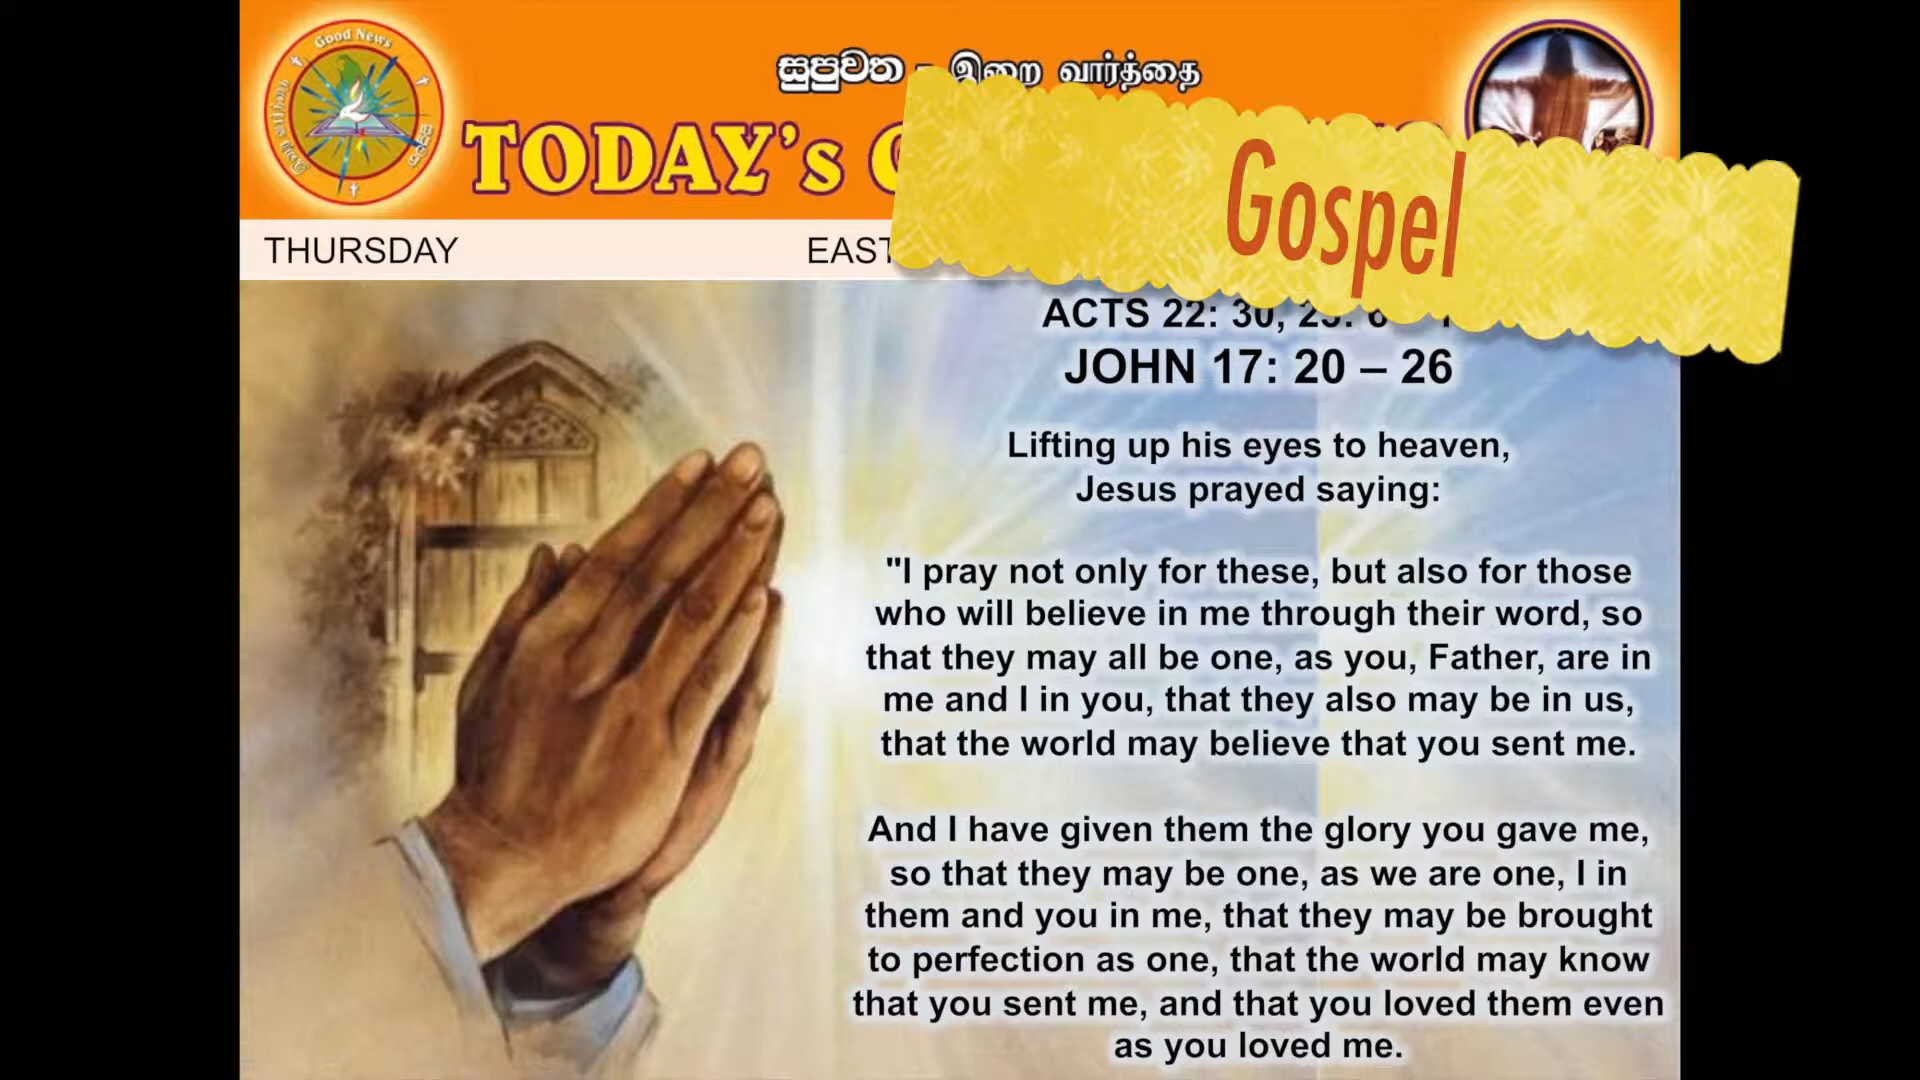 Good News
සුපුවත - இறை வார்த்தை
TODAY's
Gospel
THURSDAY
ACTS 22: 30,
JOHN 17: 20 – 26
Lifting up his eyes to heaven,
Jesus prayed saying:
"I pray not only for these, but also for those
who will believe in me through their word, so
that they may all be one, as you, Father, are in
me and I in you, that they also may be in us,
that the world may believe that you sent me.
And I have given them the glory you gave me,
so that they may be one, as we are one, I in
them and you in me, that they may be brought
to perfection as one, that the world may know
that you sent me, and that you loved them even
as you loved me.